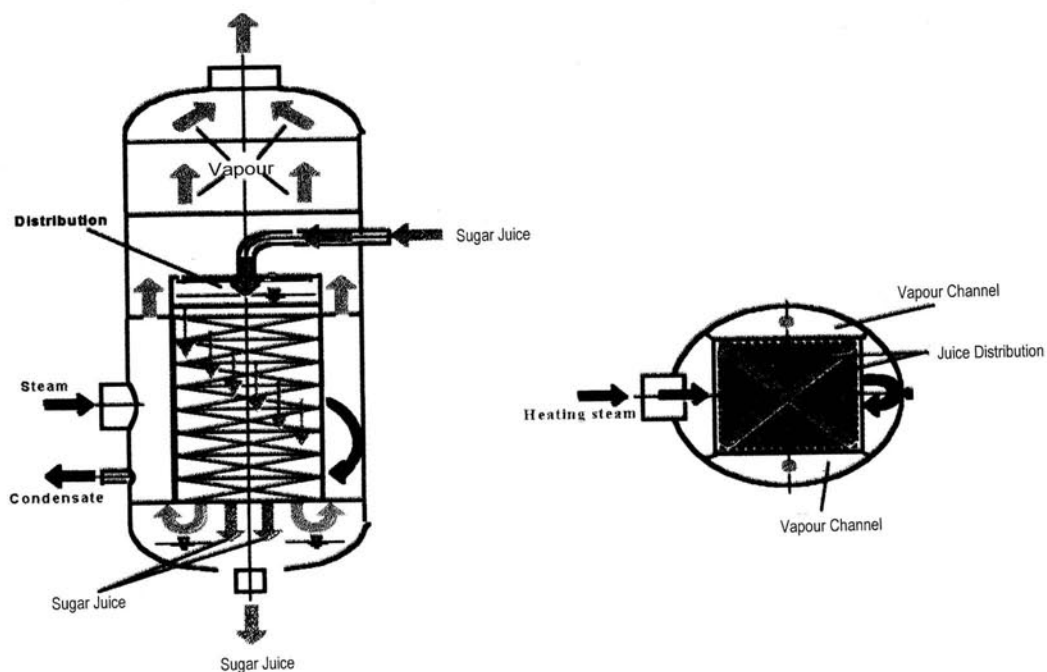 Vapour
Distribution
Sugar Juice
Steam
Condensate
Sugar Juice
Sugar Juice
Vapour Channel
Juice Distribution
Heating steam
Vapour Channel